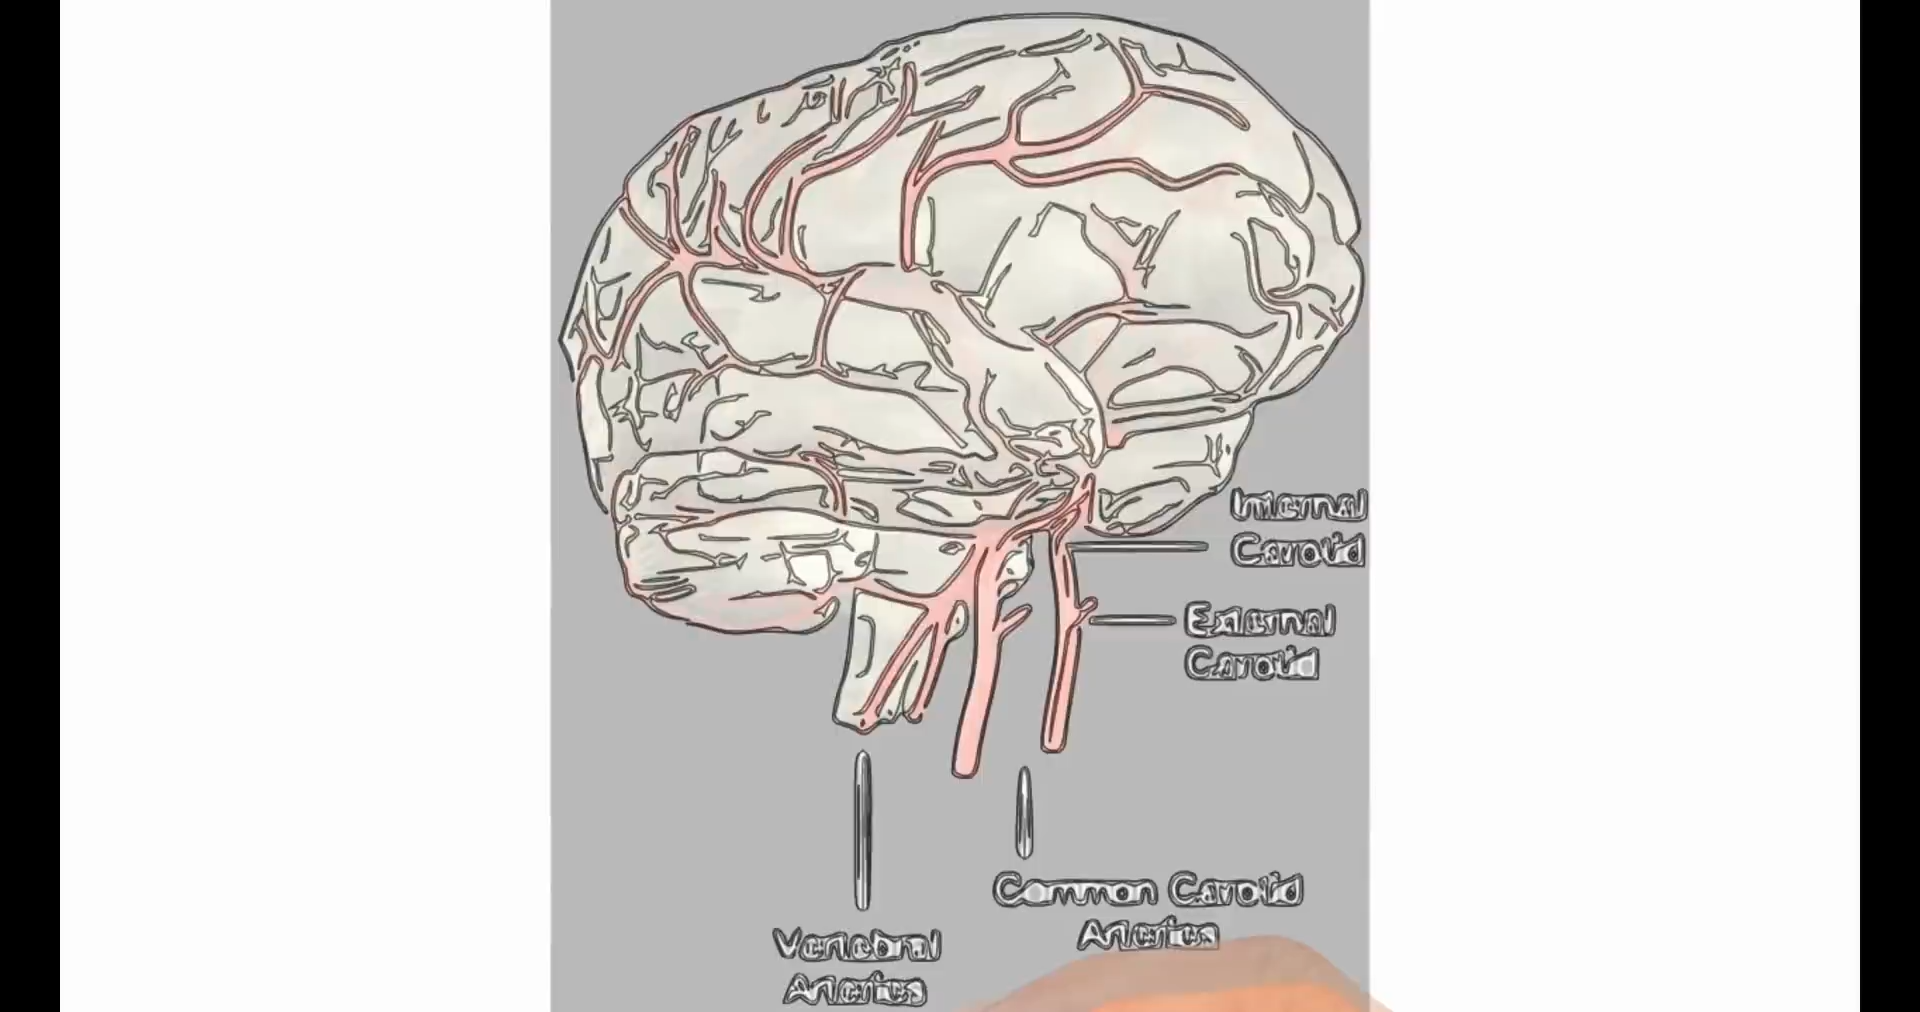 Internal
Carotid
External
Carotid
Common Carotid
Arteries
Vertebral
Arteries